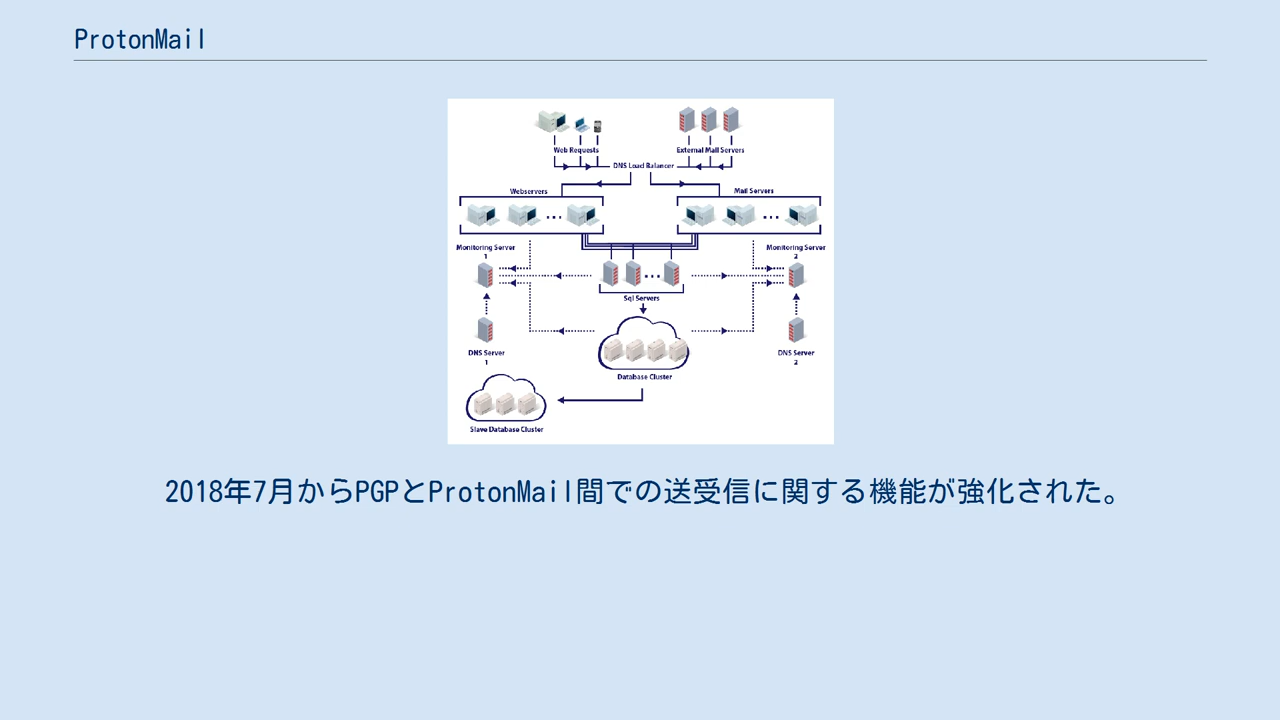 ProtonMail
Web Requests
External Mail Servers
DNS Load Balancer
Webservers
Mail Servers
Monitoring Server
1
Monitoring Server
2
Sql Servers
DNS Server
1
DNS Server
2
Database Cluster
Slave Database Cluster
2018年7月からPGPとProtonMail間での送受信に関する機能が強化された。